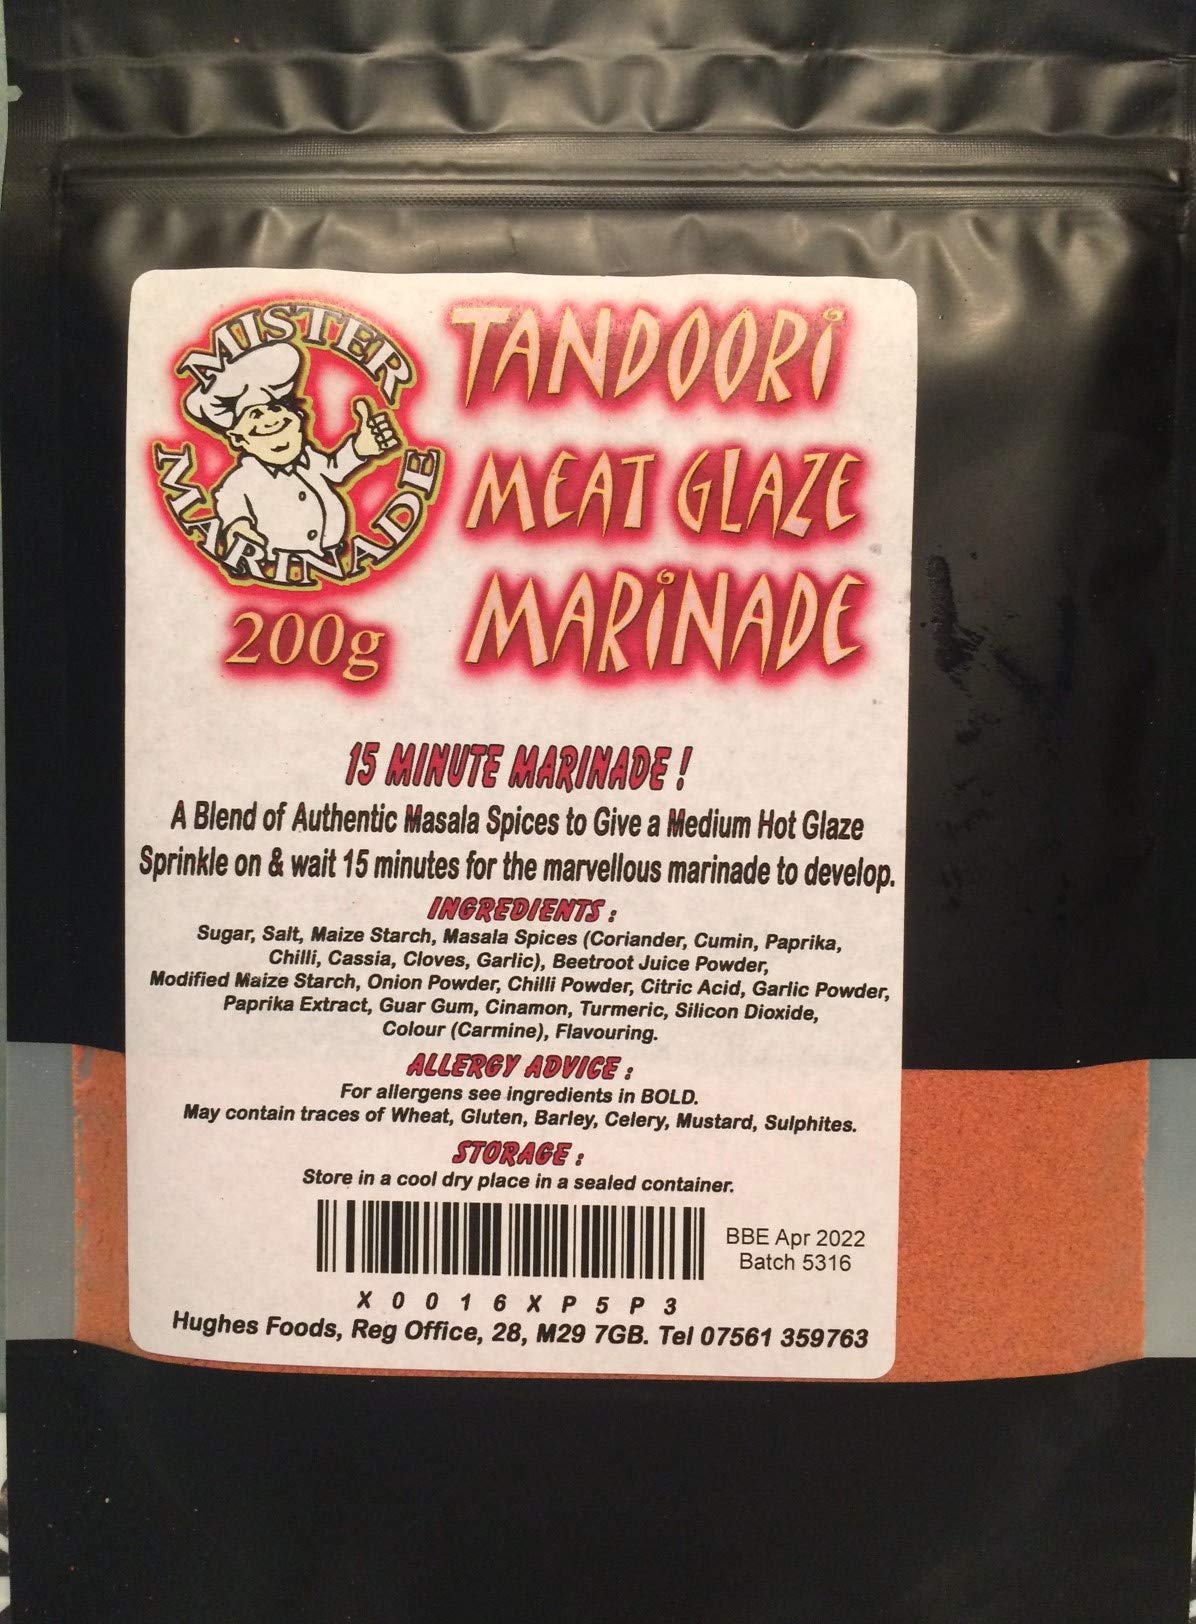 MISTER
MARINADE
200g
TANDOORi
MEAT GLAZE
MARiNADE
15 MINUTE MARINADE !
A Blend of Authentic Masala Spices to Give a Medium Hot Glaze
Sprinkle on & wait 15 minutes for the marvellous marinade to develop.
INGREDIENTS :
Sugar, Salt, Maize Starch, Masala Spices (Coriander, Cumin, Paprika,
Chilli, Cassia, Cloves, Garlic), Beetroot Juice Powder,
Modified Maize Starch, Onion Powder, Chilli Powder, Citric Acid, Garlic Powder,
Paprika Extract, Guar Gum, Cinamon, Turmeric, Silicon Dioxide,
Colour (Carmine), Flavouring.
ALLERGY ADVICE :
For allergens see ingredients in BOLD.
May contain traces of Wheat, Gluten, Barley, Celery, Mustard, Sulphites.
STORAGE :
Store in a cool dry place in a sealed container.
BBE Apr 2022
Batch 5316
X 0 0 1 6 X P 5 P 3
Hughes Foods, Reg Office, 28, M29 7GB. Tel 07561 359763